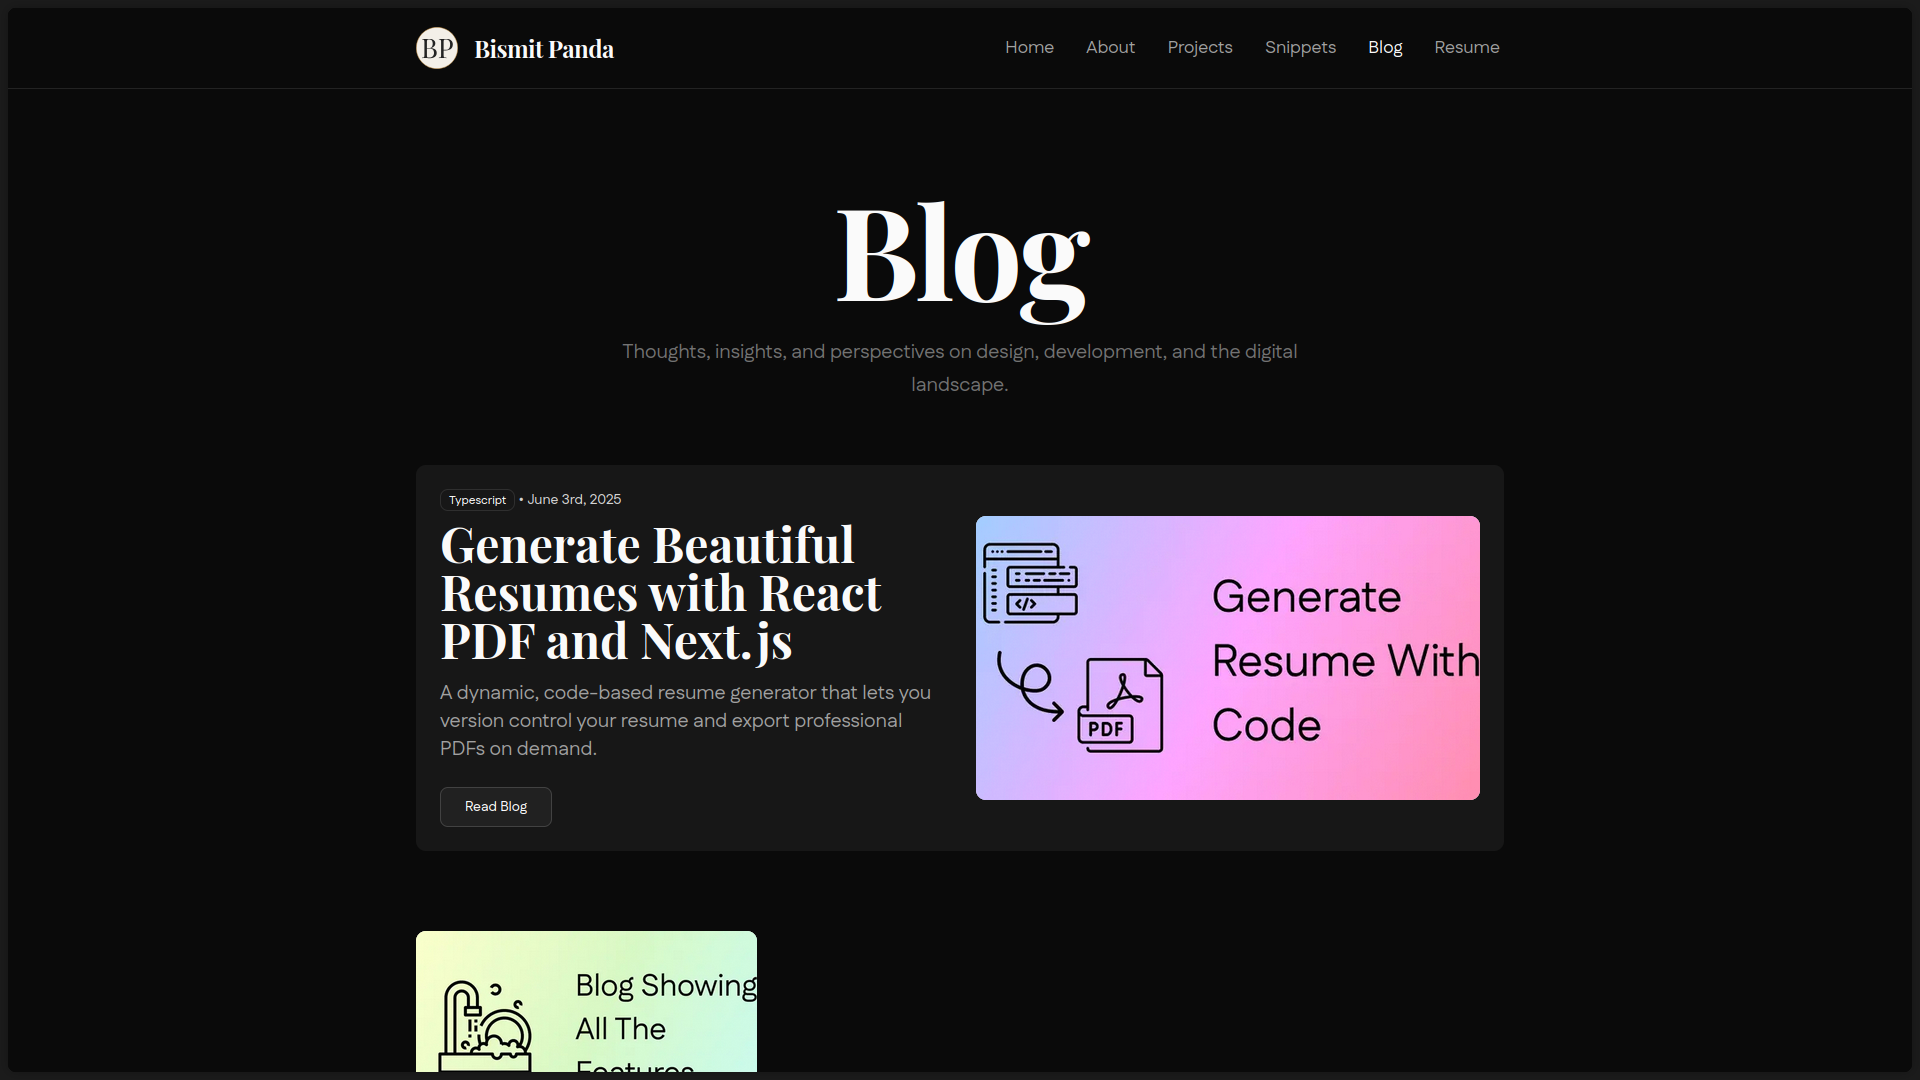 BP Bismit Panda
Home About Projects Snippets Blog Resume
Blog
Thoughts, insights, and perspectives on design, development, and the digital
landscape.
Typescript • June 3rd, 2025
Generate Beautiful
Resumes with React
PDF and Next.js
A dynamic, code-based resume generator that lets you
version control your resume and export professional
PDFs on demand.
Read Blog
</>
PDF
Generate
Resume With
Code
Blog Showing
All The
Features